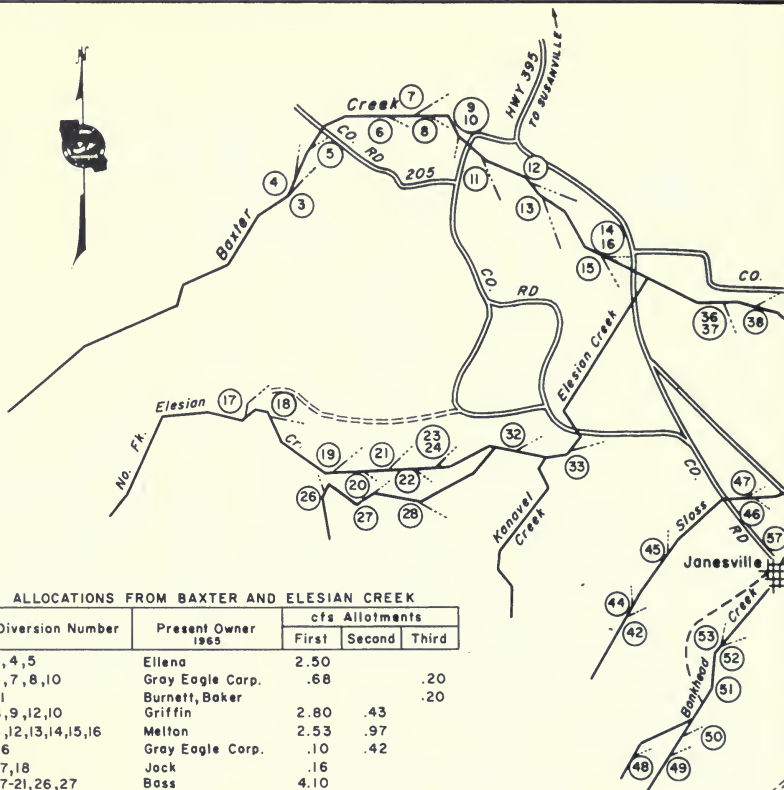 N
HWY 395
TO SUSANVILLE
7
Creek
9
10
6
8
CO. RD
205
5
4
3
11
12
13
14
16
15
Baxter
CO.
RD
CO.
36
37
38
Elesian Creek
17
18
Elesian
Cr.
No. Fk.
19
21
23
24
32
33
20
22
26
27
28
Kanavel
Creek
CO.
RD
47
46
57
Sloss
45
Janesville
44
42
Creek
53
52
51
Bankhead
50
48
49
ALLOCATIONS FROM BAXTER AND ELESIAN CREEK
Diversion Number Present Owner 1965 cfs Allotments
First Second Third
,4,5 Ellena 2.50
,7,8,10 Gray Eagle Corp. .68 .20
1 Burnett, Baker .20
,9,12,10 Griffin 2.80 .43
,12,13,14,15,16 Melton 2.53 .97
6 Gray Eagle Corp. .10 .42
7,18 Jock .16
7-21,26,27 Bass 4.10